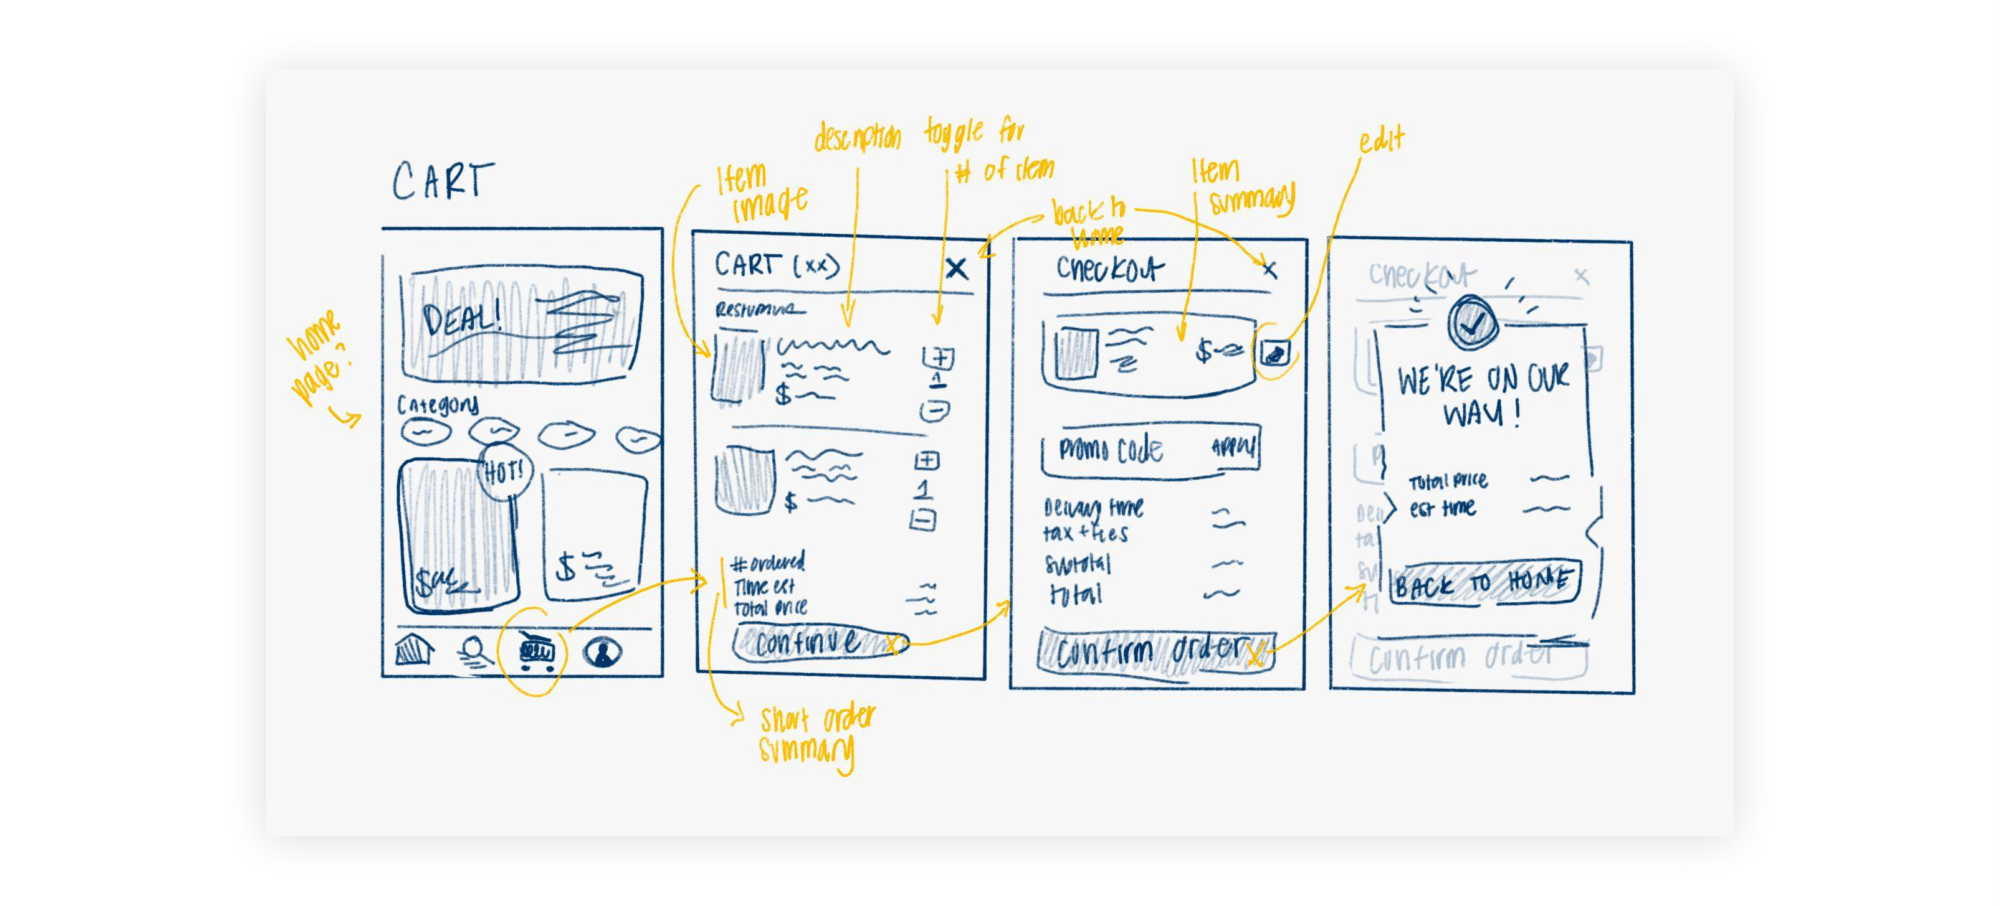 CART
home
page?
DEAL!
Category
HOT!
$
$
Item
image
description
toggle for
# of item
back to
home
CART (xx)
X
$
+
1
-
$
+
1
-
# ordered
Time est
Total price
Continue
short order
summary
Item
summary
edit
Checkout
X
$
Promo code APPLY
Delivery time
tax + fees
Subtotal
total
Confirm order
X
Checkout
X
WE'RE ON OUR
WAY!
Total price
est time
BACK TO HOME
Confirm order